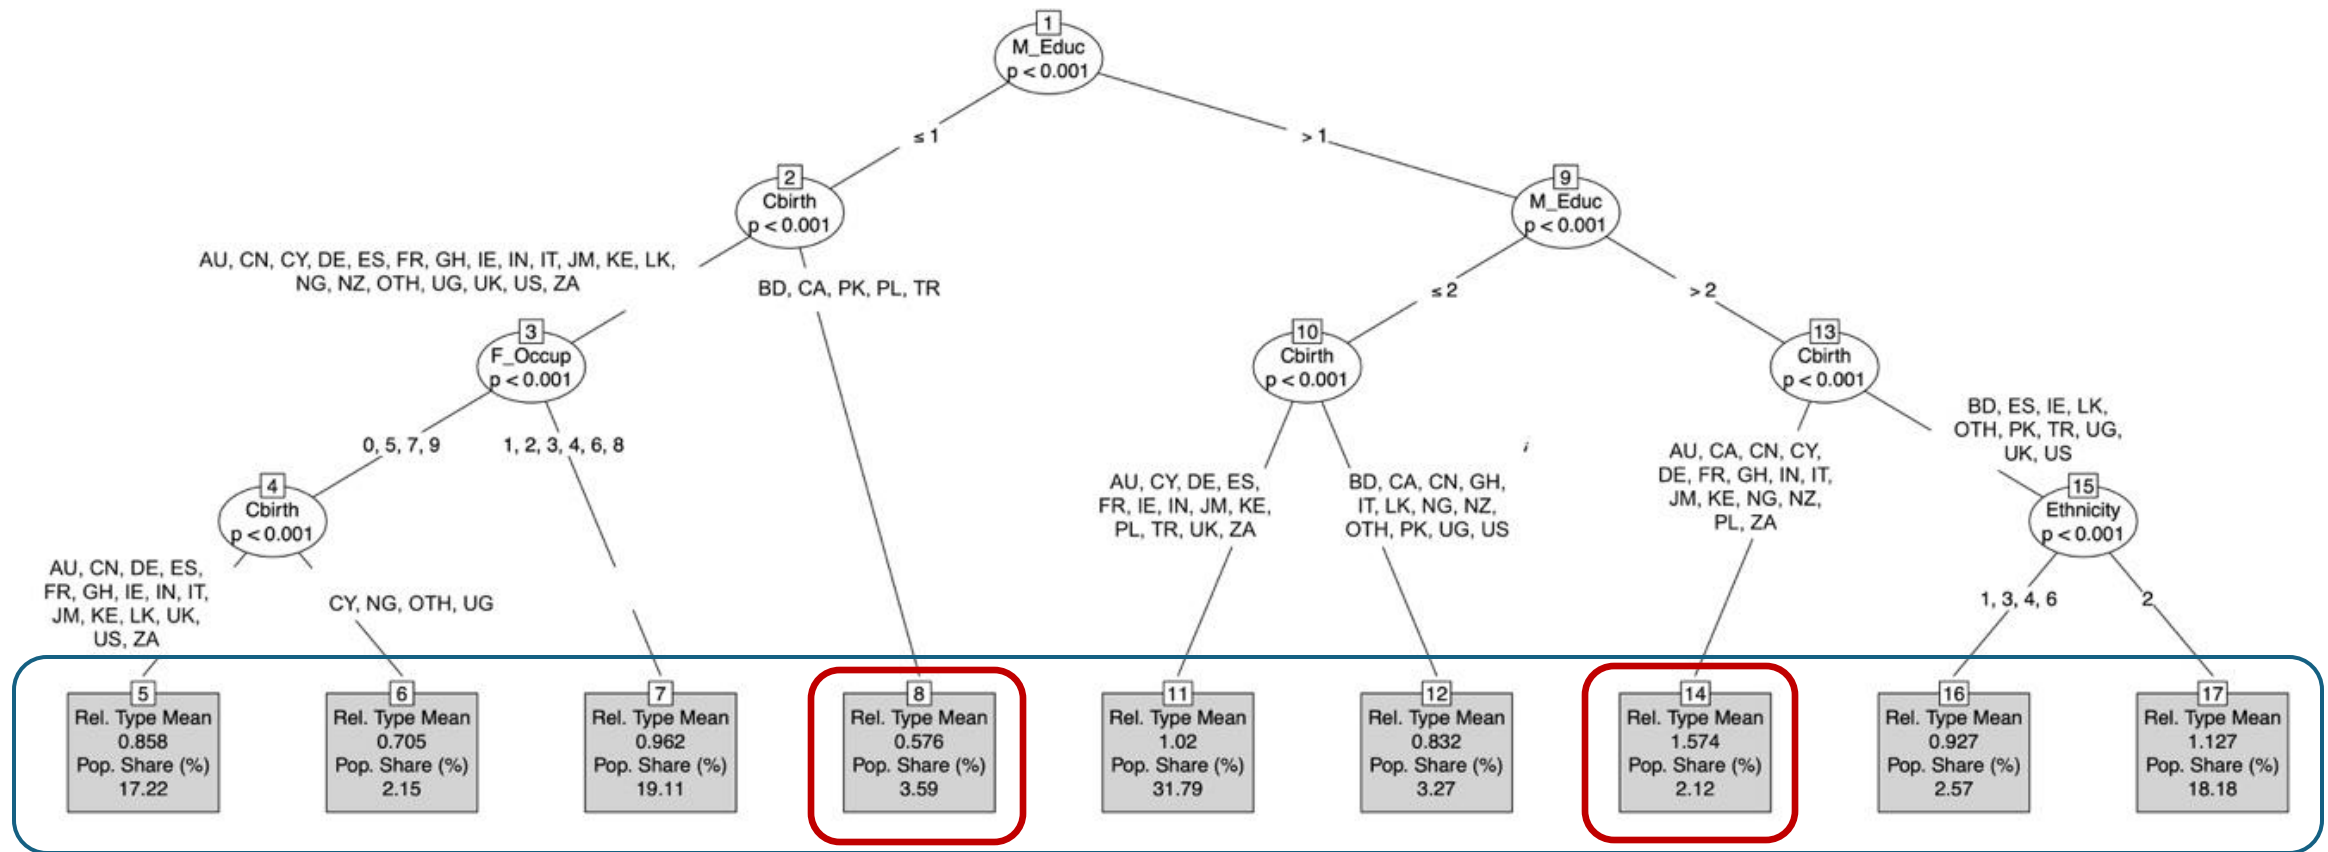 1
M_Educ
p < 0.001
≤ 1
> 1
2
Cbirth
p < 0.001
9
M_Educ
p < 0.001
AU, CN, CY, DE, ES, FR, GH, IE, IN, IT, JM, KE, LK,
NG, NZ, OTH, UG, UK, US, ZA
BD, CA, PK, PL, TR
≤ 2
> 2
3
F_Occup
p < 0.001
10
Cbirth
p < 0.001
13
Cbirth
p < 0.001
0, 5, 7, 9
1, 2, 3, 4, 6, 8
AU, CY, DE, ES,
FR, IE, IN, JM, KE,
PL, TR, UK, ZA
BD, CA, CN, GH,
IT, LK, NG, NZ,
OTH, PK, UG, US
i
AU, CA, CN, CY,
DE, FR, GH, IN, IT,
JM, KE, NG, NZ,
PL, ZA
BD, ES, IE, LK,
OTH, PK, TR, UG,
UK, US
4
Cbirth
p < 0.001
15
Ethnicity
p < 0.001
AU, CN, DE, ES,
FR, GH, IE, IN, IT,
JM, KE, LK, UK,
US, ZA
CY, NG, OTH, UG
1, 3, 4, 6
2
5
Rel. Type Mean
0.858
Pop. Share (%)
17.22
6
Rel. Type Mean
0.705
Pop. Share (%)
2.15
7
Rel. Type Mean
0.962
Pop. Share (%)
19.11
8
Rel. Type Mean
0.576
Pop. Share (%)
3.59
11
Rel. Type Mean
1.02
Pop. Share (%)
31.79
12
Rel. Type Mean
0.832
Pop. Share (%)
3.27
14
Rel. Type Mean
1.574
Pop. Share (%)
2.12
16
Rel. Type Mean
0.927
Pop. Share (%)
2.57
17
Rel. Type Mean
1.127
Pop. Share (%)
18.18